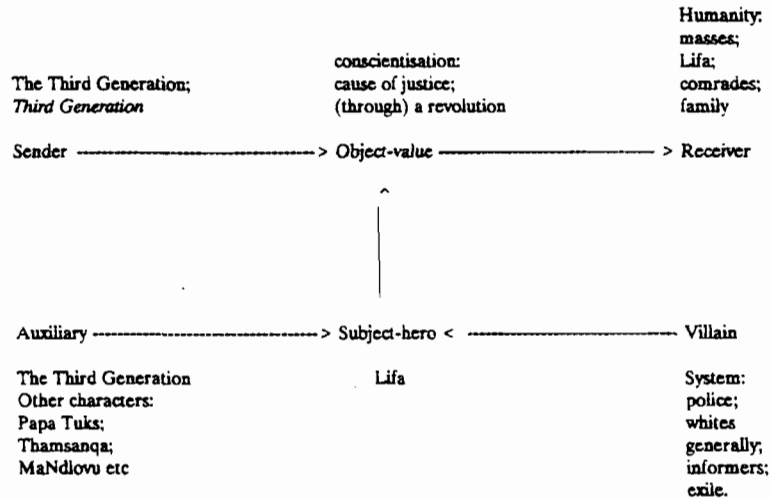 Humanity:
masses;
conscientisation: Lifa;
The Third Generation; cause of justice; comrades;
Third Generation (through) a revolution family
Sender ----------> Object-value ----------> Receiver
^
Auxiliary ----------> Subject-hero < ---------- Villain
The Third Generation Lifa System:
Other characters: police;
Papa Tuks; whites
Thamsanqa; generally;
MaNdlovu etc informers;
exile.